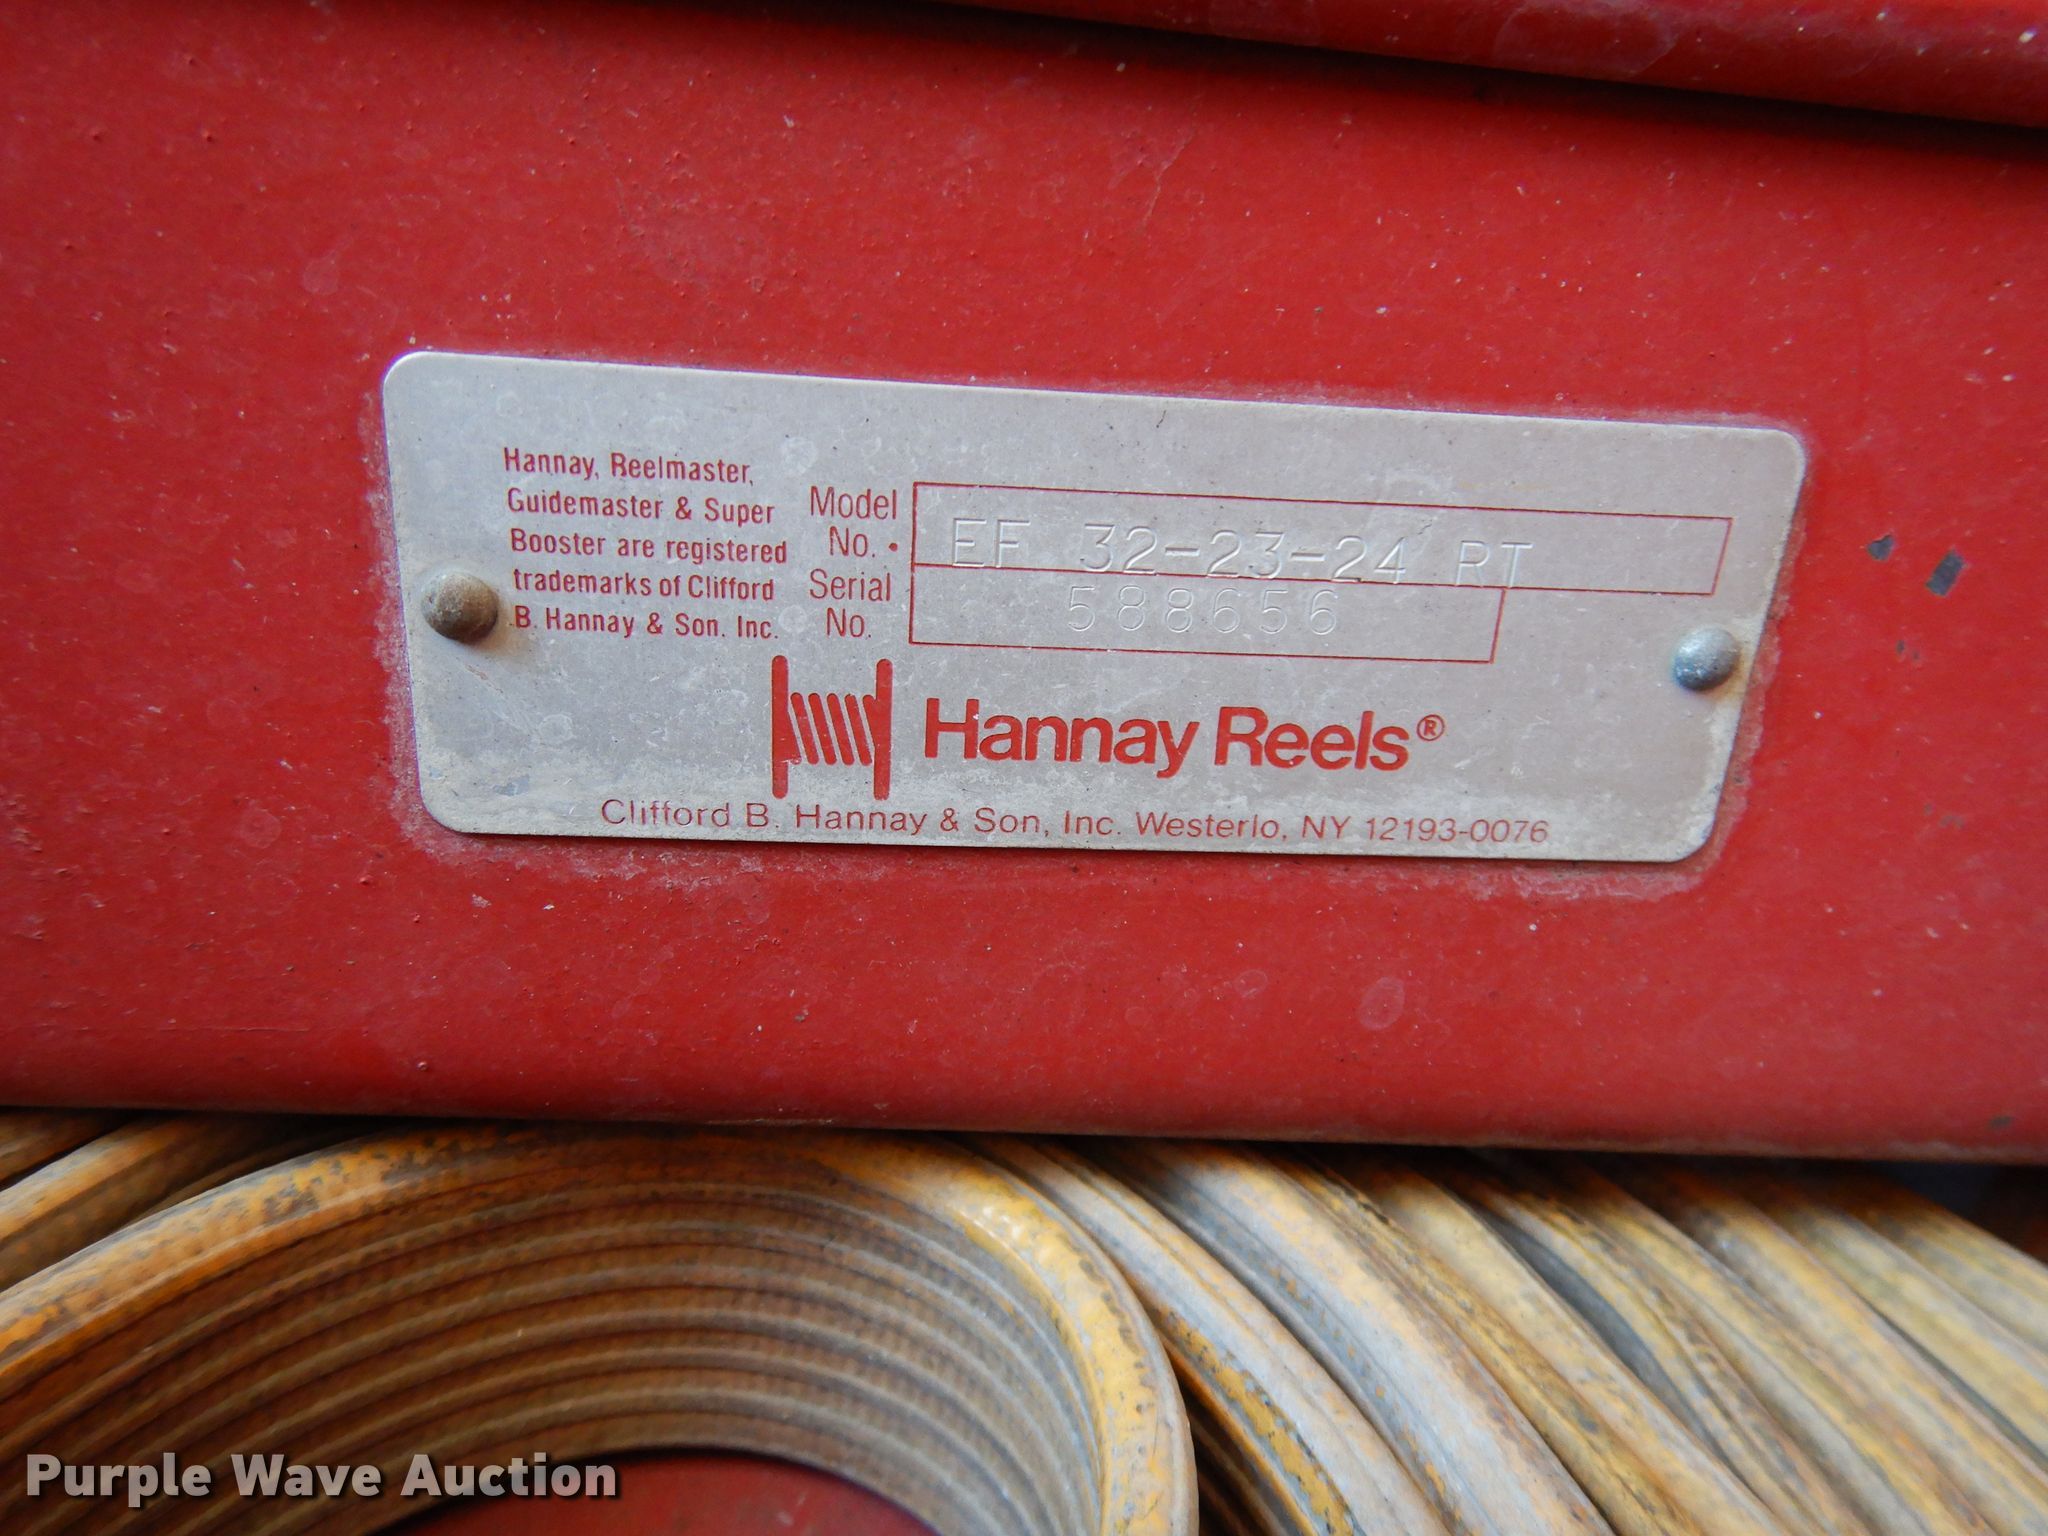 Hannay, Reelmaster,
Guidemaster & Super
Booster are registered
trademarks of Clifford
B. Hannay & Son. Inc.
Model
No.
EF 32-23-24 RT
Serial
No.
588656
Hannay Reels®
Clifford B. Hannay & Son, Inc. Westerlo, NY 12193-0076
Purple Wave Auction